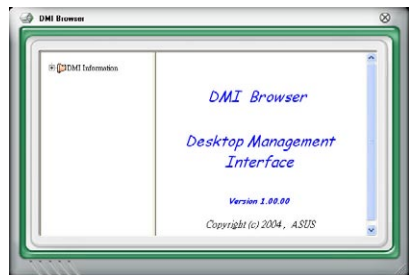 DMI Browser
DMI Information
DMI Browser
Desktop Management
Interface
Version 1.00.00
Copyright (c) 2004, ASUS